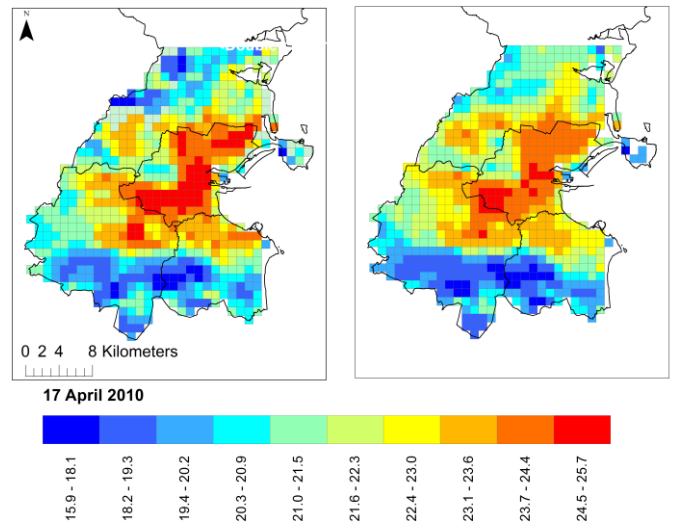 N
Double
0 2 4 8 Kilometers
17 April 2010
15.9 - 18.1
18.2 - 19.3
19.4 - 20.2
20.3 - 20.9
21.0 - 21.5
21.6 - 22.3
22.4 - 23.0
23.1 - 23.6
23.7 - 24.4
24.5 - 25.7